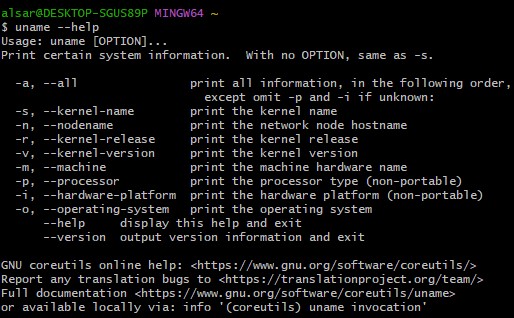 alsar@DESKTOP-SGUS89P MINGW64 ~
$ uname --help
Usage: uname [OPTION]...
Print certain system information.  With no OPTION, same as -s.

  -a, --all                print all information, in the following order,
                             except omit -p and -i if unknown:
  -s, --kernel-name        print the kernel name
  -n, --nodename           print the network node hostname
  -r, --kernel-release     print the kernel release
  -v, --kernel-version     print the kernel version
  -m, --machine            print the machine hardware name
  -p, --processor          print the processor type (non-portable)
  -i, --hardware-platform  print the hardware platform (non-portable)
  -o, --operating-system   print the operating system
      --help     display this help and exit
      --version  output version information and exit

GNU coreutils online help: <https://www.gnu.org/software/coreutils/>
Report any translation bugs to <https://translationproject.org/team/>
Full documentation <https://www.gnu.org/software/coreutils/uname>
or available locally via: info '(coreutils) uname invocation'